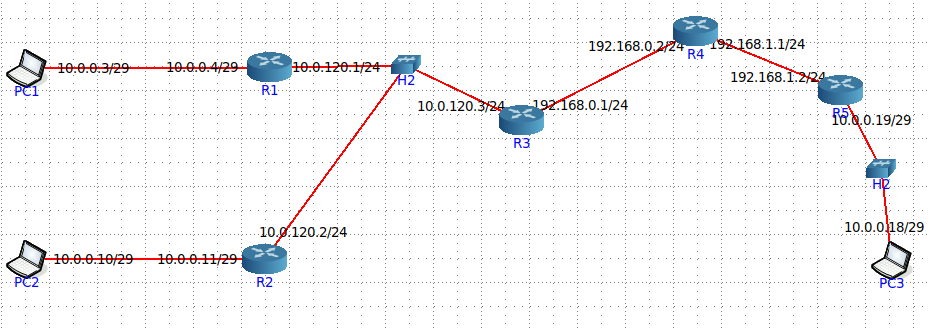 192.168.0.2/24
R4
192.168.1.1/24
PC1
10.0.0.3/29
10.0.0.4/29
R1
10.0.120.1/24
H2
192.168.1.2/24
R5
10.0.0.19/29
10.0.120.3/24
192.168.0.1/24
R3
H2
10.0.120.2/24
10.0.0.18/29
PC2
10.0.0.10/29
10.0.0.11/29
R2
PC3